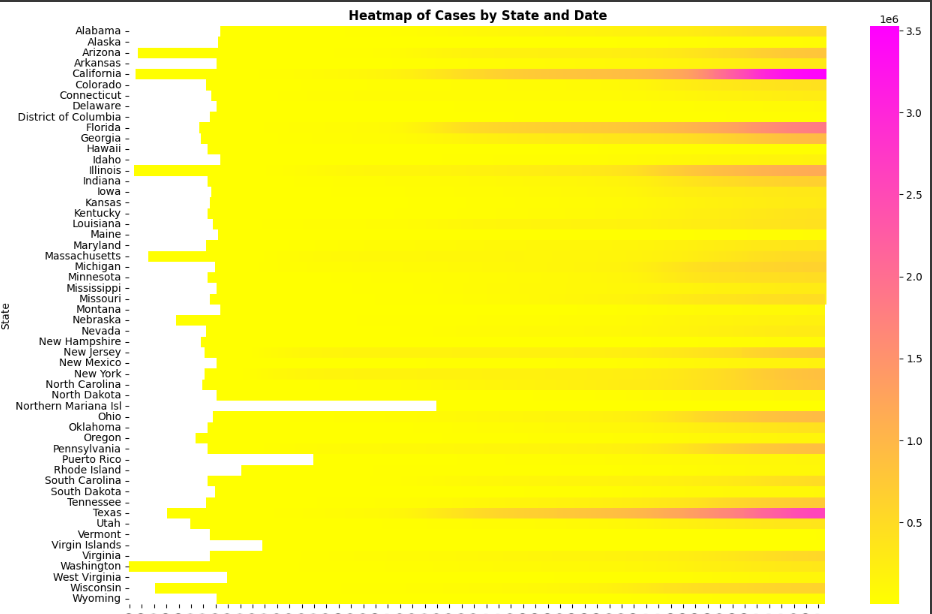 Heatmap of Cases by State and Date
1e6
Alabama
Alaska
Arizona
Arkansas
California
Colorado
Connecticut
Delaware
District of Columbia
Florida
Georgia
Hawaii
Idaho
Illinois
Indiana
Iowa
Kansas
Kentucky
Louisiana
Maine
Maryland
Massachusetts
Michigan
Minnesota
Mississippi
Missouri
Montana
Nebraska
Nevada
New Hampshire
New Jersey
New Mexico
New York
North Carolina
North Dakota
Northern Mariana Isl
Ohio
Oklahoma
Oregon
Pennsylvania
Puerto Rico
Rhode Island
South Carolina
South Dakota
Tennessee
Texas
Utah
Vermont
Virgin Islands
Virginia
Washington
West Virginia
Wisconsin
Wyoming
State
3.5
3.0
2.5
2.0
1.5
1.0
0.5